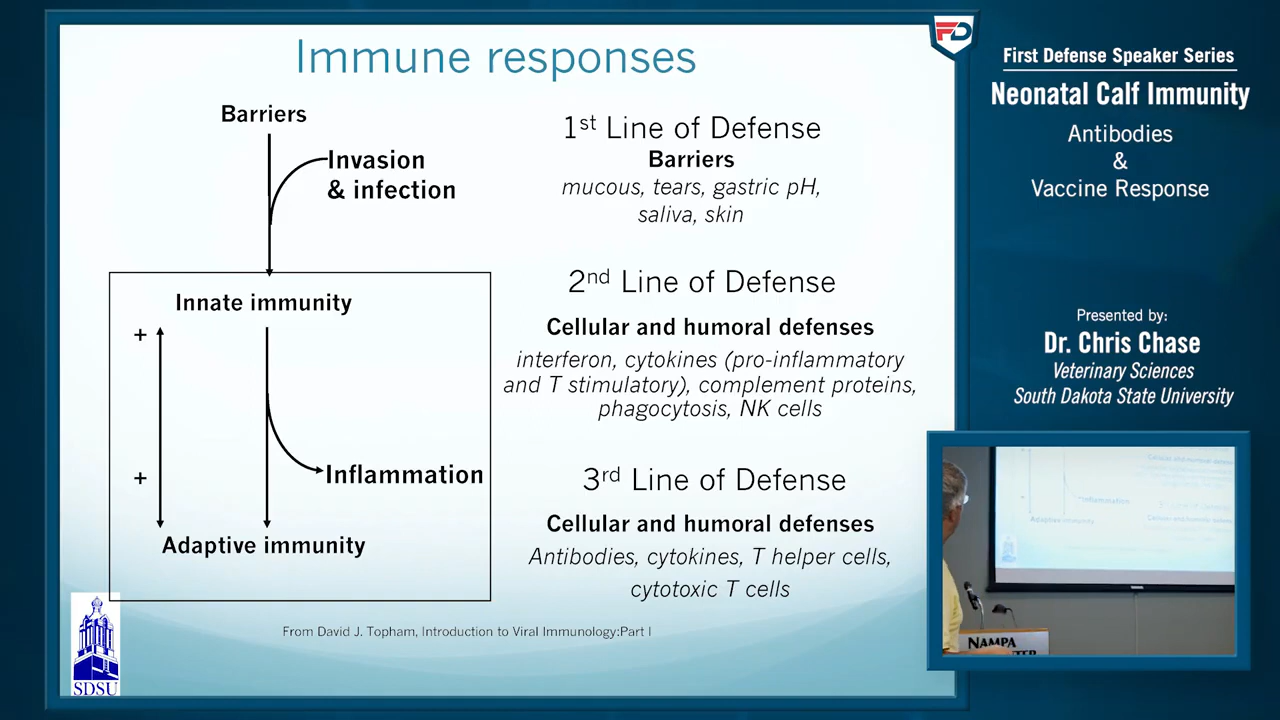 Immune responses
Barriers
Invasion
& infection
Innate immunity
+
+
Inflammation
Adaptive immunity
1st Line of Defense
Barriers
mucous, tears, gastric pH,
saliva, skin
2nd Line of Defense
Cellular and humoral defenses
interferon, cytokines (pro-inflammatory
and T stimulatory), complement proteins,
phagocytosis, NK cells
3rd Line of Defense
Cellular and humoral defenses
Antibodies, cytokines, T helper cells,
cytotoxic T cells
From David J. Topham, Introduction to Viral Immunology:Part I
SDSU
FD
First Defense Speaker Series
Neonatal Calf Immunity
Antibodies
&
Vaccine Response
Presented by:
Dr. Chris Chase
Veterinary Sciences
South Dakota State University
Inflammation
Adaptive immunity
NAMPA